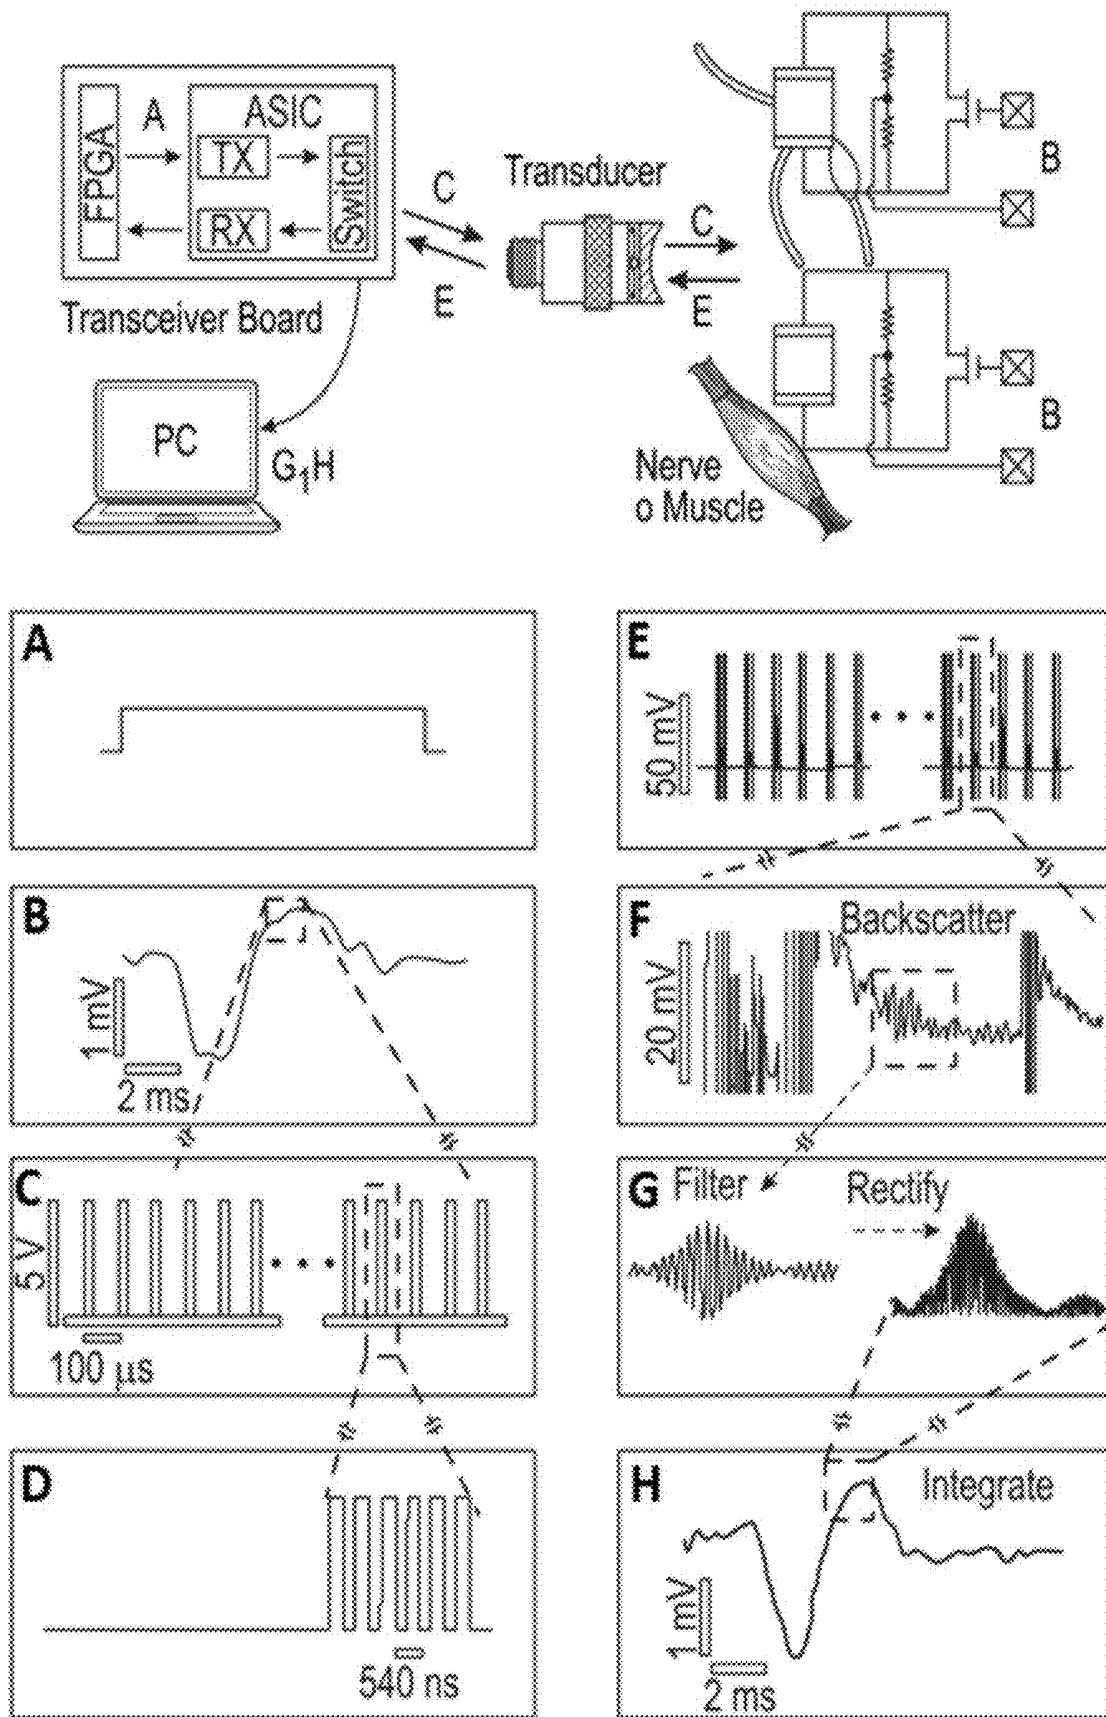 FPGA
A
ASIC
TX
RX
Switch
Transceiver Board
PC
G₁H
C
E
Transducer
C
E
B
B
Nerve
o Muscle
A
B
1 mV
2 ms
C
5 V
100 µs
D
540 ns
E
50 mV
F
Backscatter
20 mV
G
Filter
Rectify
H
Integrate
1 mV
2 ms